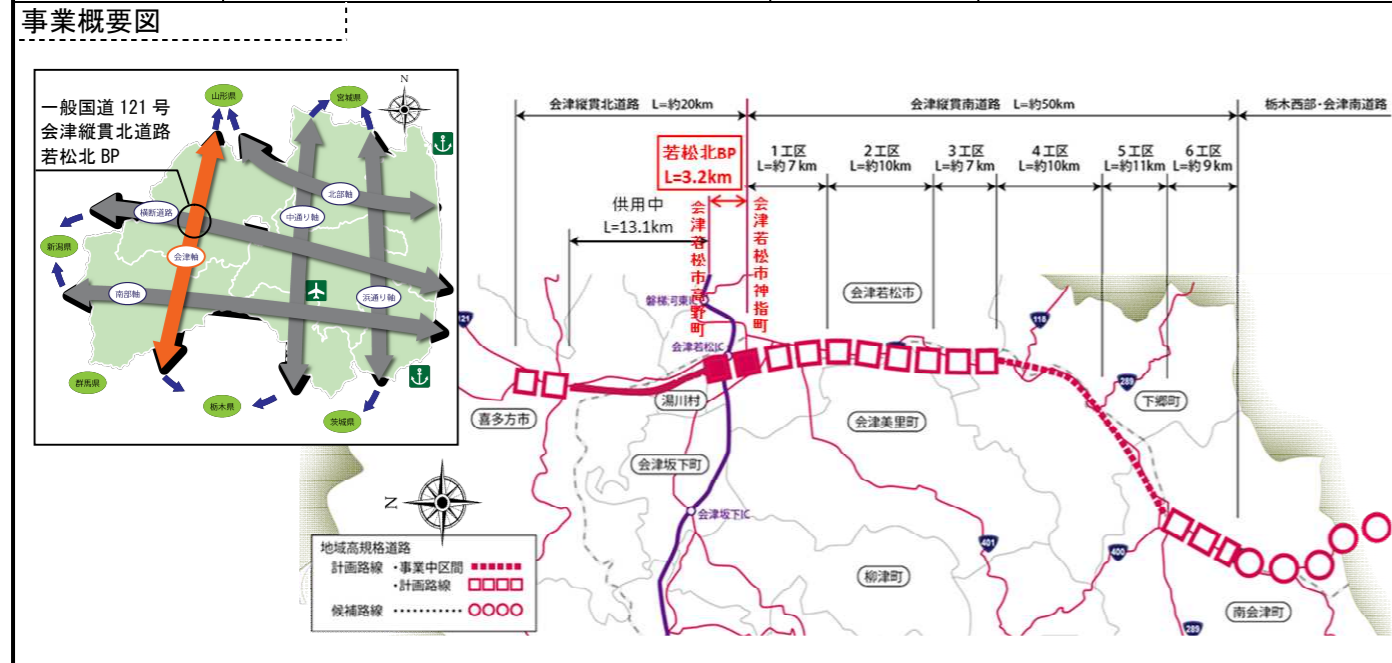 事業概要図
一般国道 121 号
会津縦貫北道路
若松北 BP
山形県
宮城県
N
北部軸
中通り軸
横断道路
新潟県
会津軸
南部軸
浜通り軸
群馬県
栃木県
茨城県
会津縦貫北道路 L=約20km
会津縦貫南道路 L=約50km
栃木西部・会津南道路
若松北BP
L=3.2km
1工区
L=約7km
2工区
L=約10km
3工区
L=約7km
4工区
L=約10km
5工区
L=約11km
6工区
L=約9km
供用中
L=13.1km
会津若松市高野町
会津若松市神指町
磐梯河東IC
会津若松市
121
118
会津若松IC
289
喜多方市
湯川村
会津美里町
下郷町
会津坂下町
N
会津坂下IC
401
400
柳津町
南会津町
289
地域高規格道路
計画路線 ・事業中区間
・計画路線
候補路線 ・・・・・・・・・・・